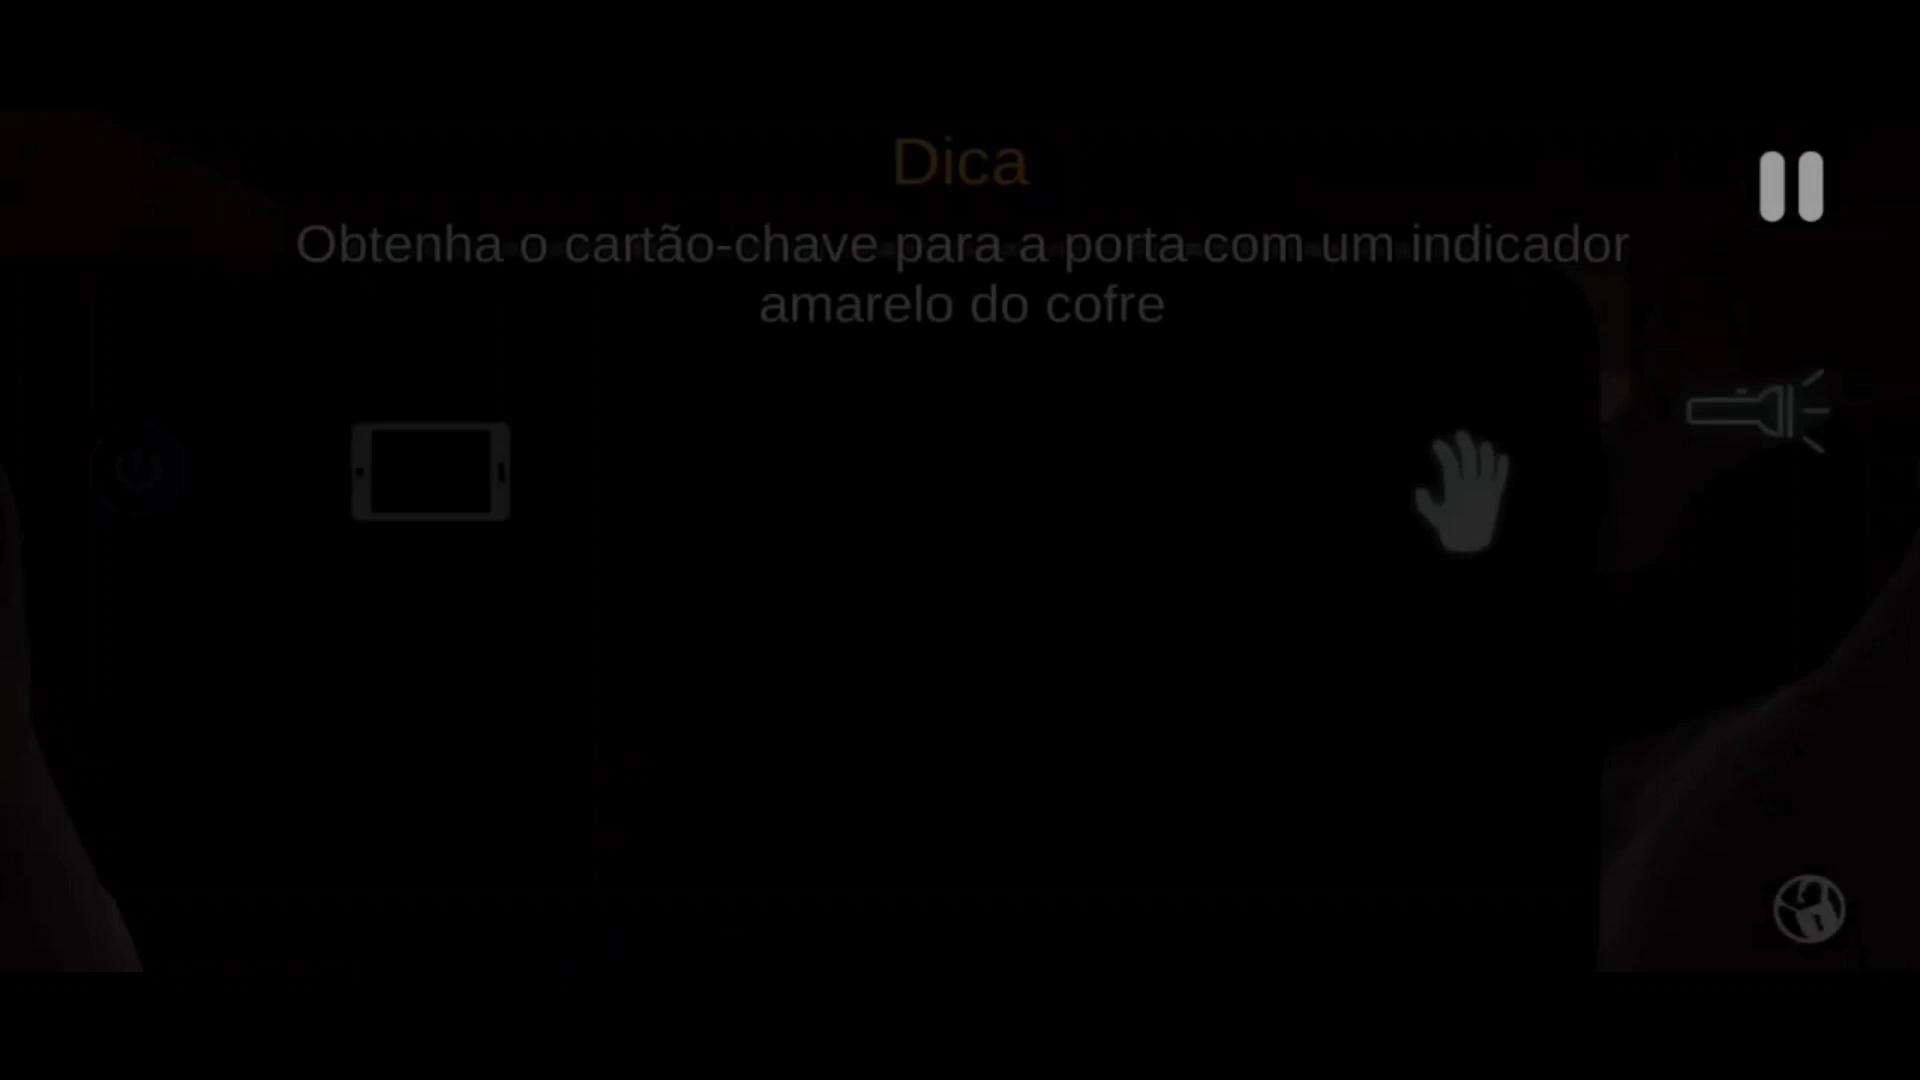 Dica
Obtenha o cartão-chave para a porta com um indicador
amarelo do cofre